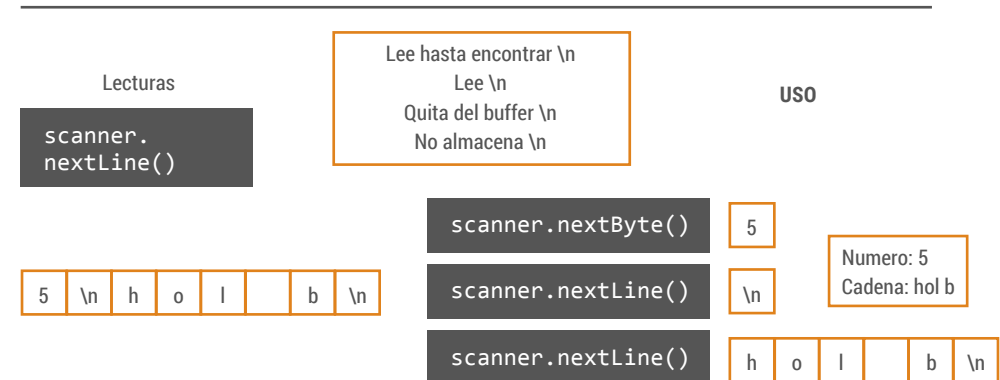 Lecturas
scanner.
nextLine()
Lee hasta encontrar \n
Lee \n
Quita del buffer \n
No almacena \n
USO
5 \n h o l b \n
scanner.nextByte() 5
scanner.nextLine() \n
scanner.nextLine() h o l b \n
Numero: 5
Cadena: hol b